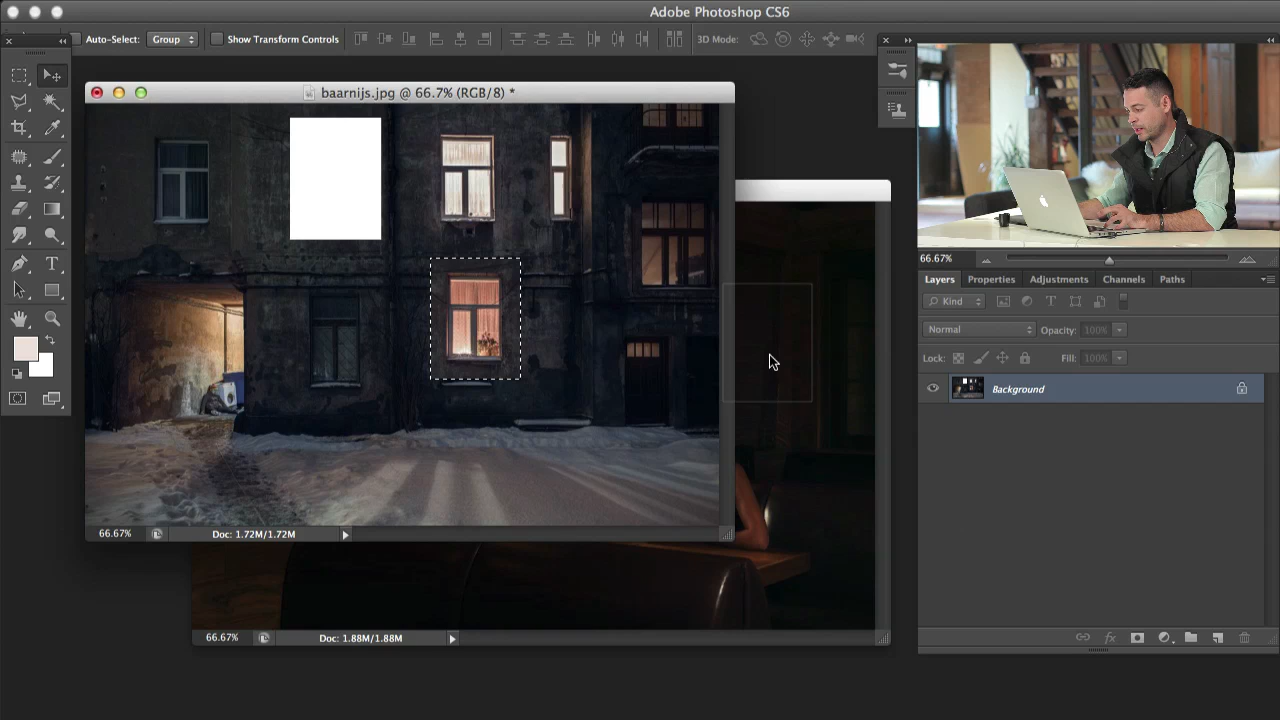 Adobe Photoshop CS6
Auto-Select: Group Show Transform Controls 3D Mode:
baarnijs.jpg @ 66.7% (RGB/8) *
66.67% Doc: 1.72M/1.72M
66.67% Doc: 1.88M/1.88M
66.67%
Layers Properties Adjustments Channels Paths
Kind
Normal Opacity: 100%
Lock: Fill: 100%
Background